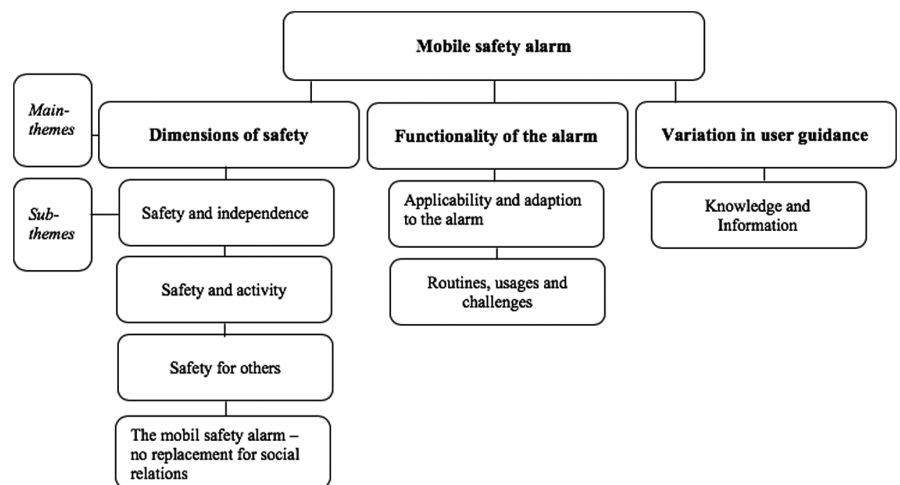 Mobile safety alarm
Main-
themes
Dimensions of safety
Functionality of the alarm
Variation in user guidance
Sub-
themes
Safety and independence
Applicability and adaption
to the alarm
Knowledge and
Information
Safety and activity
Routines, usages and
challenges
Safety for others
The mobil safety alarm –
no replacement for social
relations